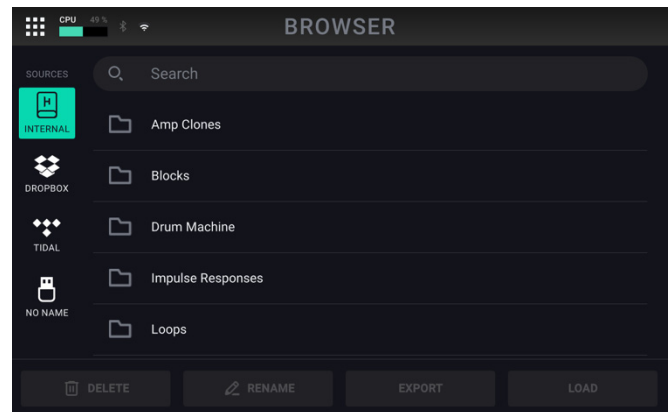 CPU 49 % BROWSER
SOURCES
Search
H
INTERNAL
Amp Clones
DROPBOX
Blocks
TIDAL
Drum Machine
NO NAME
Impulse Responses
Loops
DELETE RENAME EXPORT LOAD